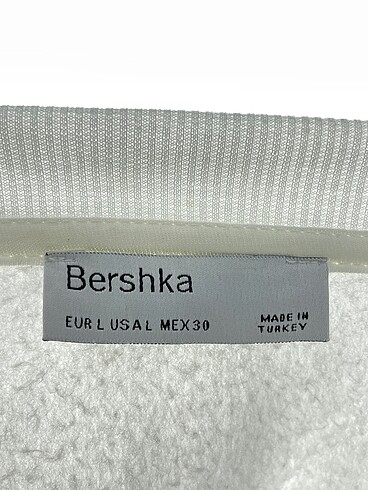 Bershka
EUR L USA L MEX 30
MADE IN
TURKEY